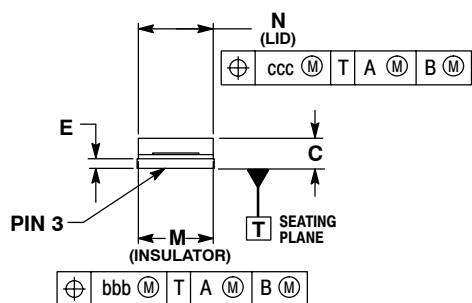 N
(LID)
⌖ ccc Ⓜ T A Ⓜ B Ⓜ
E
C
PIN 3
M
(INSULATOR)
T SEATING
PLANE
⌖ bbb Ⓜ T A Ⓜ B Ⓜ